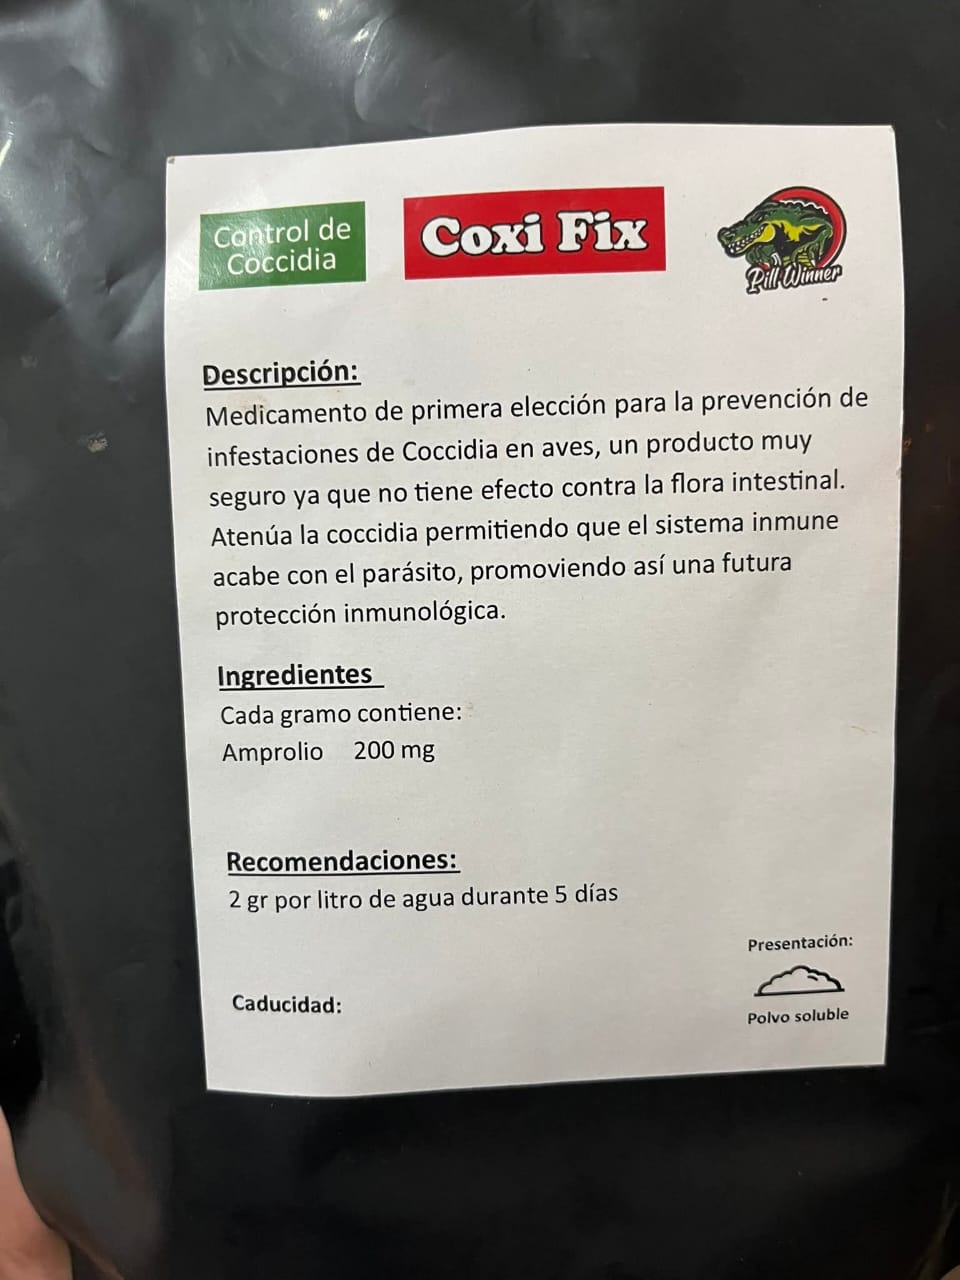 Control de
Coccidia
Coxi Fix
Pill Winner
Descripción:
Medicamento de primera elección para la prevención de
infestaciones de Coccidia en aves, un producto muy
seguro ya que no tiene efecto contra la flora intestinal.
Atenúa la coccidia permitiendo que el sistema inmune
acabe con el parásito, promoviendo así una futura
protección inmunológica.
Ingredientes
Cada gramo contiene:
Amprolio 200 mg
Recomendaciones:
2 gr por litro de agua durante 5 días
Presentación:
Caducidad:
Polvo soluble